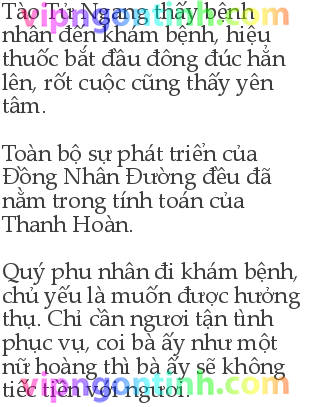 Tào Tử Ngang thấy bệnh
nhân đến khám bệnh, hiệu
thuốc bắt đầu đông đúc hẳn
lên, rốt cuộc cũng thấy yên
tâm.
Toàn bộ sự phát triển của
Đồng Nhân Đường đều đã
nằm trong tính toán của
Thanh Hoàn.
Quý phu nhân đi khám bệnh,
chủ yếu là muốn được hưởng
thụ. Chỉ cần ngươi tận tình
phục vụ, coi bà ấy như một
nữ hoàng thì bà ấy sẽ không
tiếc tiền với ngươi.
vipngontinh.com
vipngontinh.com